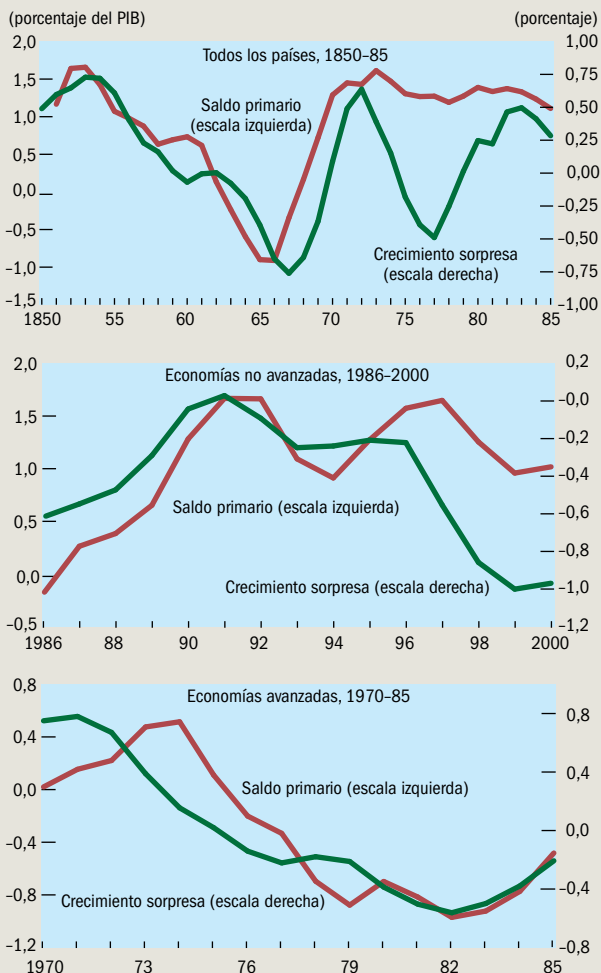 (porcentaje del PIB)
(porcentaje)
Todos los países, 1850–85
2,0
1,5
1,0
0,5
0,0
–0,5
–1,0
–1,5
Saldo primario
(escala izquierda)
Crecimiento sorpresa
(escala derecha)
1,00
0,75
0,50
0,25
0,00
–0,25
–0,50
–0,75
–1,00
1850 55 60 65 70 75 80 85
Economías no avanzadas, 1986–2000
2,0
1,5
1,0
0,5
0,0
–0,5
Saldo primario (escala izquierda)
Crecimiento sorpresa (escala derecha)
0,2
–0,0
–0,2
–0,4
–0,6
–0,8
–1,0
–1,2
1986 88 90 92 94 96 98 2000
Economías avanzadas, 1970–85
0,8
0,4
0,0
–0,4
–0,8
–1,2
Saldo primario (escala izquierda)
Crecimiento sorpresa (escala derecha)
0,8
0,4
0,0
–0,4
–0,8
1970 73 76 79 82 85